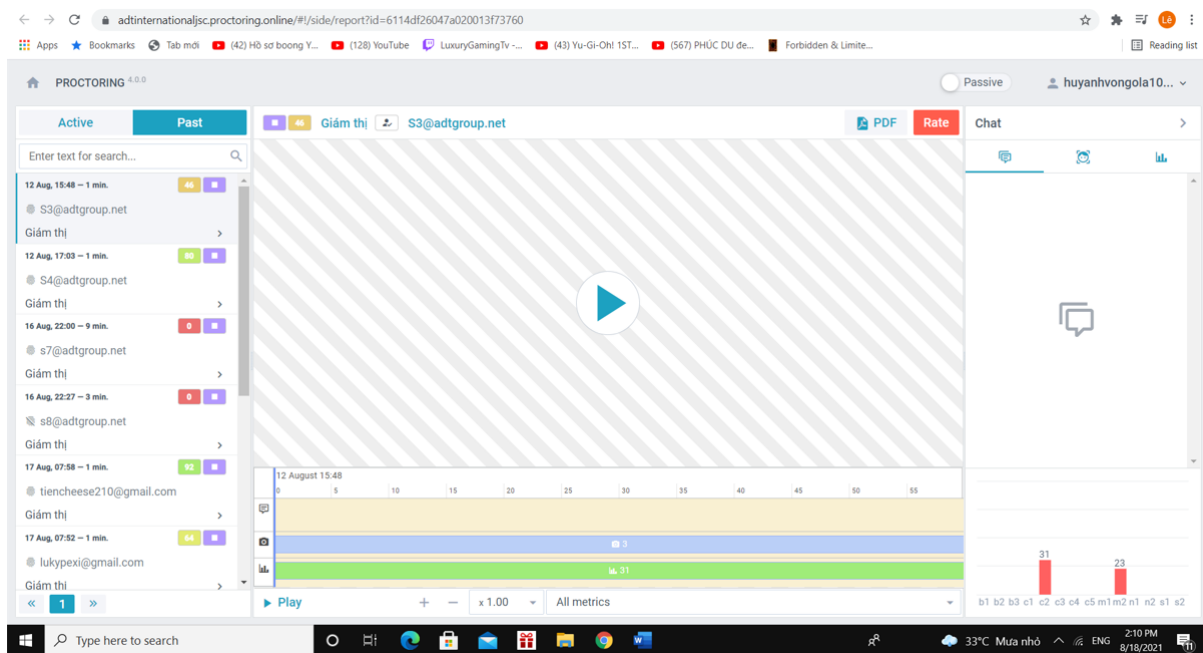 adtinternationaljsc.proctoring.online/#!/side/report?id=6114df26047a020013f73760
Lê
Apps Bookmarks Tab mới (42) Hồ sơ boong Y... (128) YouTube LuxuryGamingTv -... (43) Yu-Gi-Oh! 1ST... (567) PHÚC DU đe... Forbidden & Limite... Reading list
PROCTORING 4.0.0
Passive
huyanhvongola10...
Active Past
46 Giám thị S3@adtgroup.net
PDF Rate
Chat
Enter text for search...
12 Aug, 15:48 – 1 min. 46
S3@adtgroup.net
Giám thị
12 Aug, 17:03 – 1 min. 80
S4@adtgroup.net
Giám thị
16 Aug, 22:00 – 9 min. 0
s7@adtgroup.net
Giám thị
16 Aug, 22:27 – 3 min. 0
s8@adtgroup.net
Giám thị
17 Aug, 07:58 – 1 min. 92
tiencheese210@gmail.com
Giám thị
17 Aug, 07:52 – 1 min. 64
lukypexi@gmail.com
Giám thị
« 1 »
12 August 15:48
0 5 10 15 20 25 30 35 40 45 50 55
3
31
Play + – x 1.00 All metrics
31
23
b1 b2 b3 c1 c2 c3 c4 c5 m1 m2 n1 n2 s1 s2
Type here to search
W
33°C Mưa nhỏ
ENG
2:10 PM
8/18/2021
11